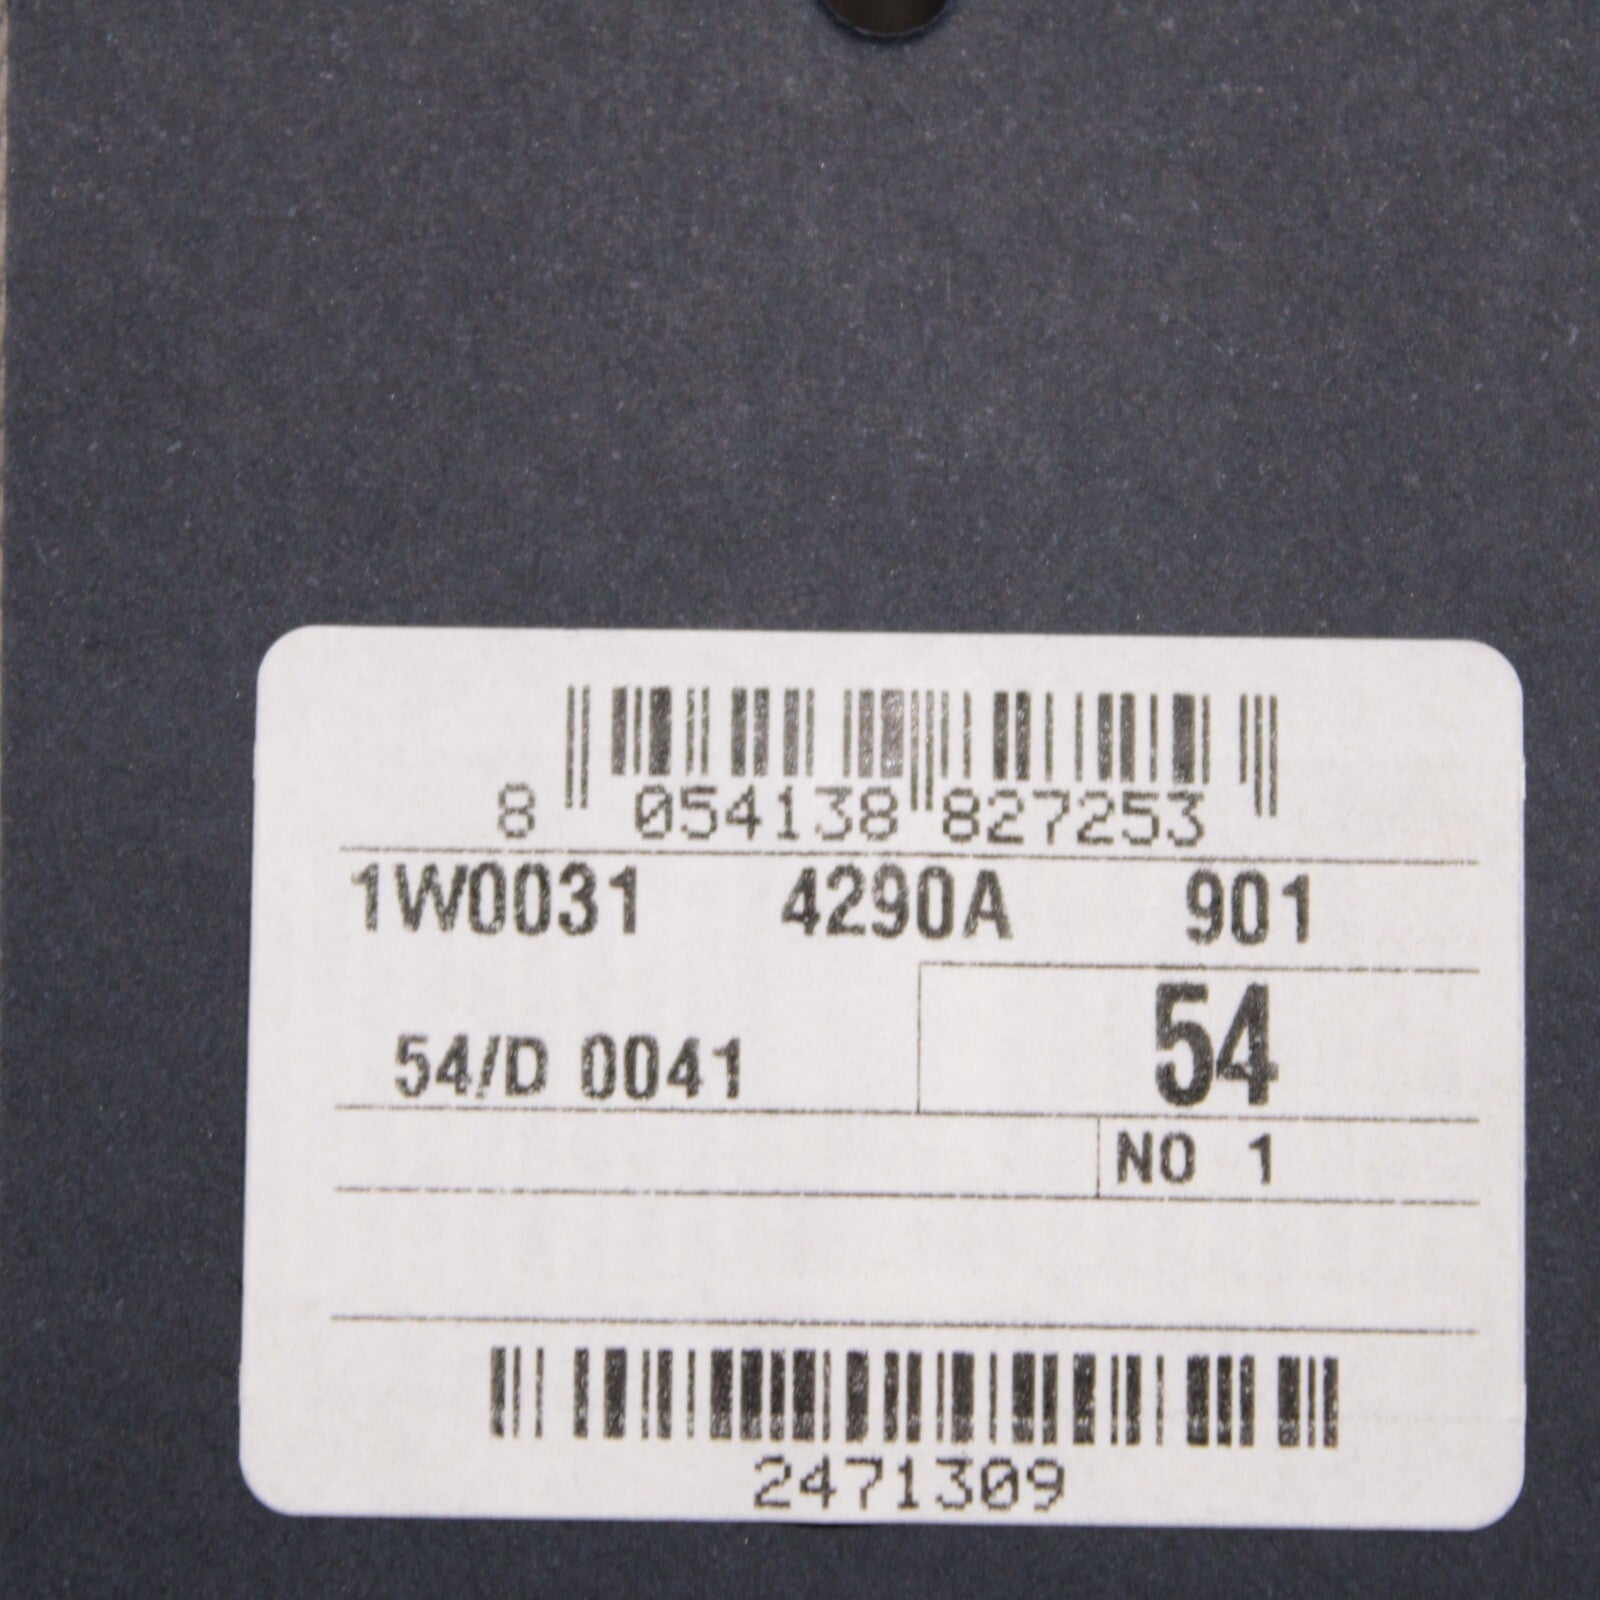 8 054138 827253
1W0031 4290A 901
54/D 0041 54
NO 1
2471309